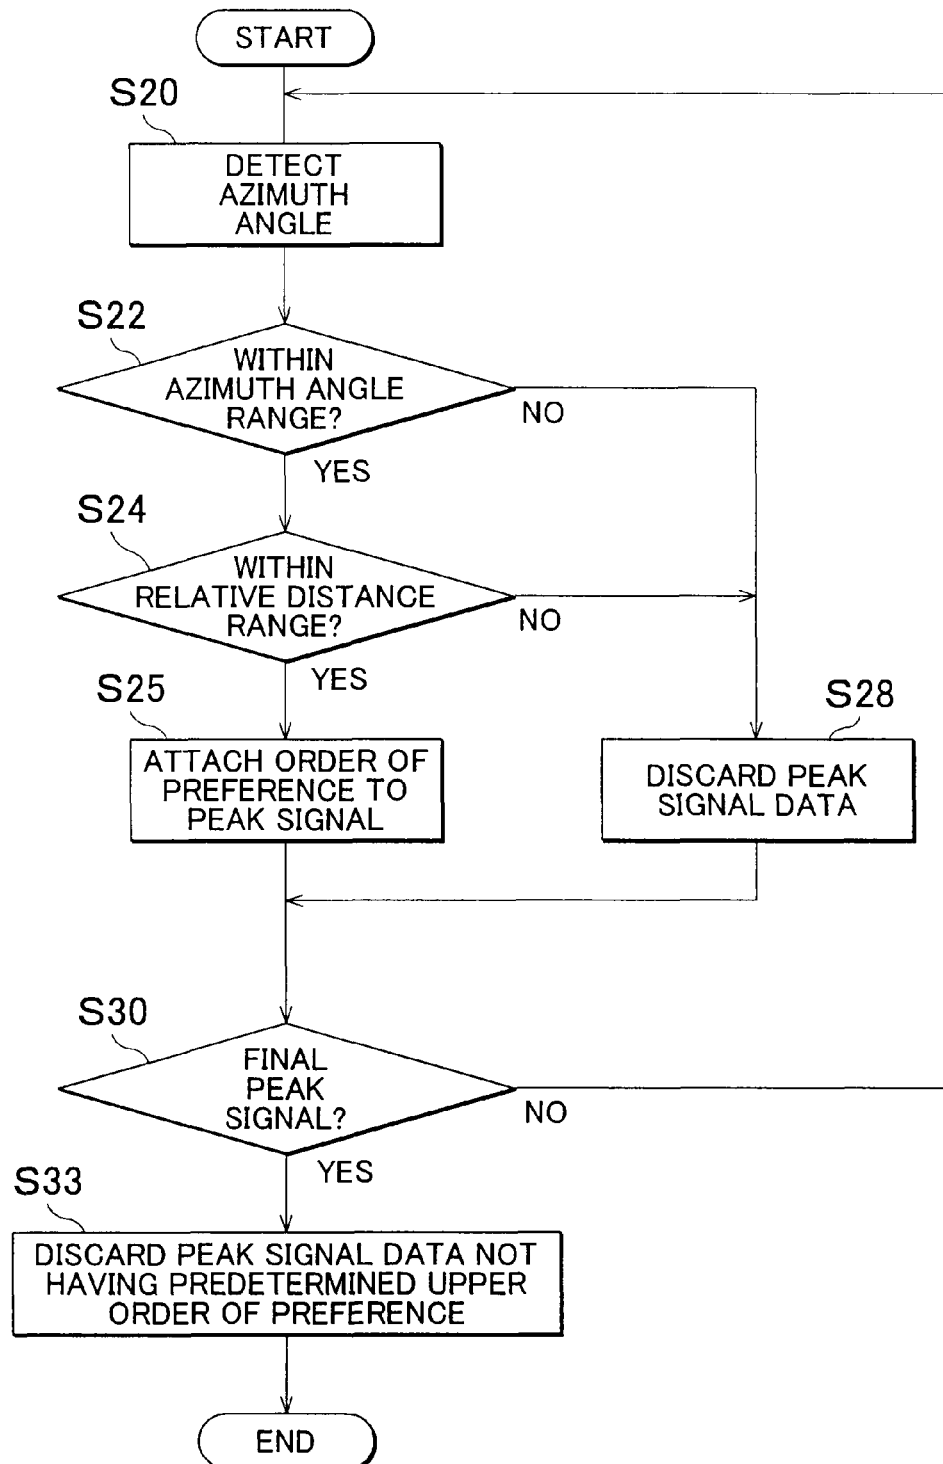 START
S20
DETECT
AZIMUTH
ANGLE
S22
WITHIN
AZIMUTH ANGLE
RANGE?
NO
YES
S24
WITHIN
RELATIVE DISTANCE
RANGE?
NO
YES
S25
ATTACH ORDER OF
PREFERENCE TO
PEAK SIGNAL
S28
DISCARD PEAK
SIGNAL DATA
S30
FINAL
PEAK
SIGNAL?
NO
YES
S33
DISCARD PEAK SIGNAL DATA NOT
HAVING PREDETERMINED UPPER
ORDER OF PREFERENCE
END